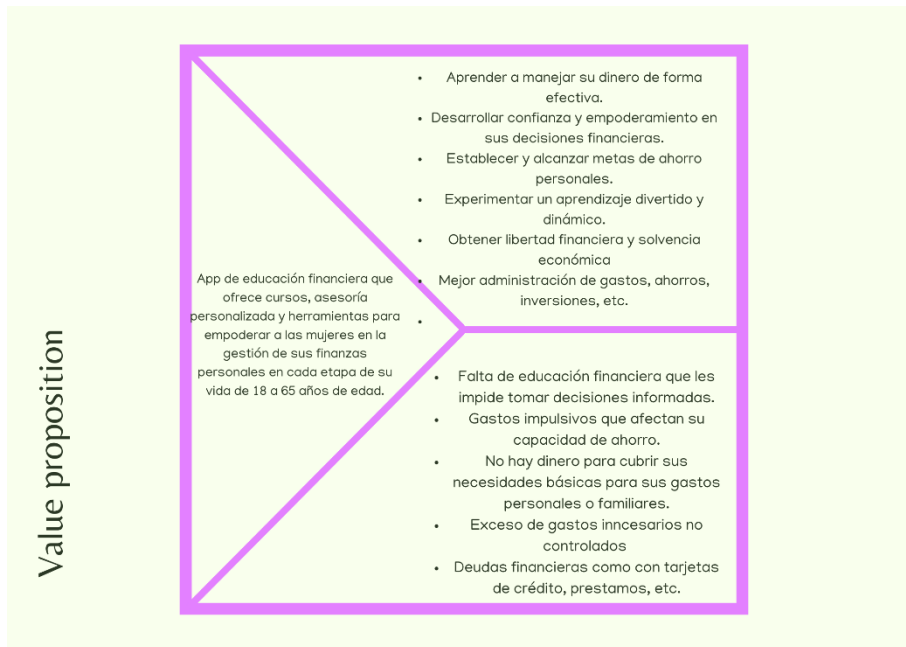 Value proposition
App de educación financiera que
ofrece cursos, asesoría
personalizada y herramientas para
empoderar a las mujeres en la
gestión de sus finanzas
personales en cada etapa de su
vida de 18 a 65 años de edad.
• Aprender a manejar su dinero de forma
efectiva.
• Desarrollar confianza y empoderamiento en
sus decisiones financieras.
• Establecer y alcanzar metas de ahorro
personales.
• Experimentar un aprendizaje divertido y
dinámico.
• Obtener libertad financiera y solvencia
económica
• Mejor administración de gastos, ahorros,
inversiones, etc.
•
• Falta de educación financiera que les
impide tomar decisiones informadas.
• Gastos impulsivos que afectan su
capacidad de ahorro.
• No hay dinero para cubrir sus
necesidades básicas para sus gastos
personales o familiares.
• Exceso de gastos inncesarios no
controlados
• Deudas financieras como con tarjetas
de crédito, prestamos, etc.